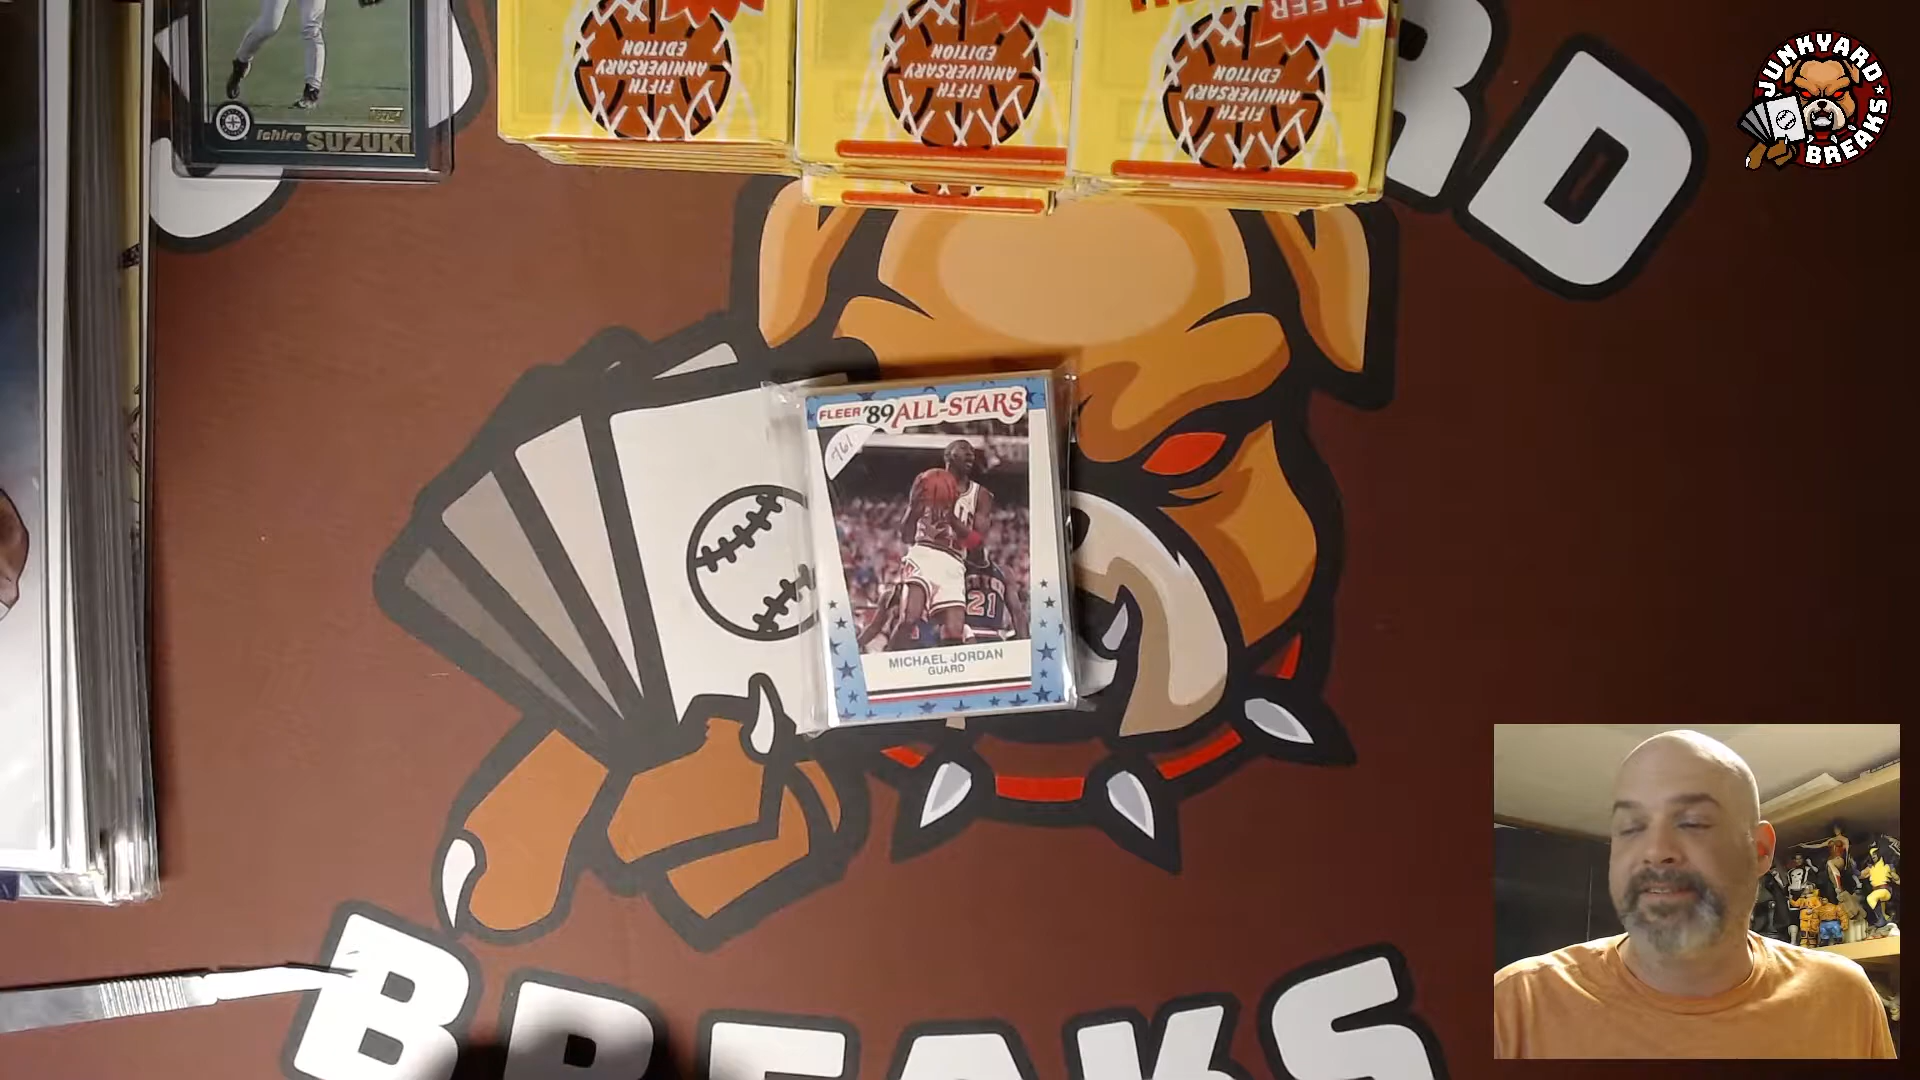 FIFTH
ANNIVERSARY
EDITION
FIFTH
ANNIVERSARY
EDITION
FLEER
FIFTH
ANNIVERSARY
EDITION
Ichiro SUZUKI
JUNKYARD
BREAKS
RD
FLEER '89 ALL-STARS
761
21
MICHAEL JORDAN
GUARD
BREAKS